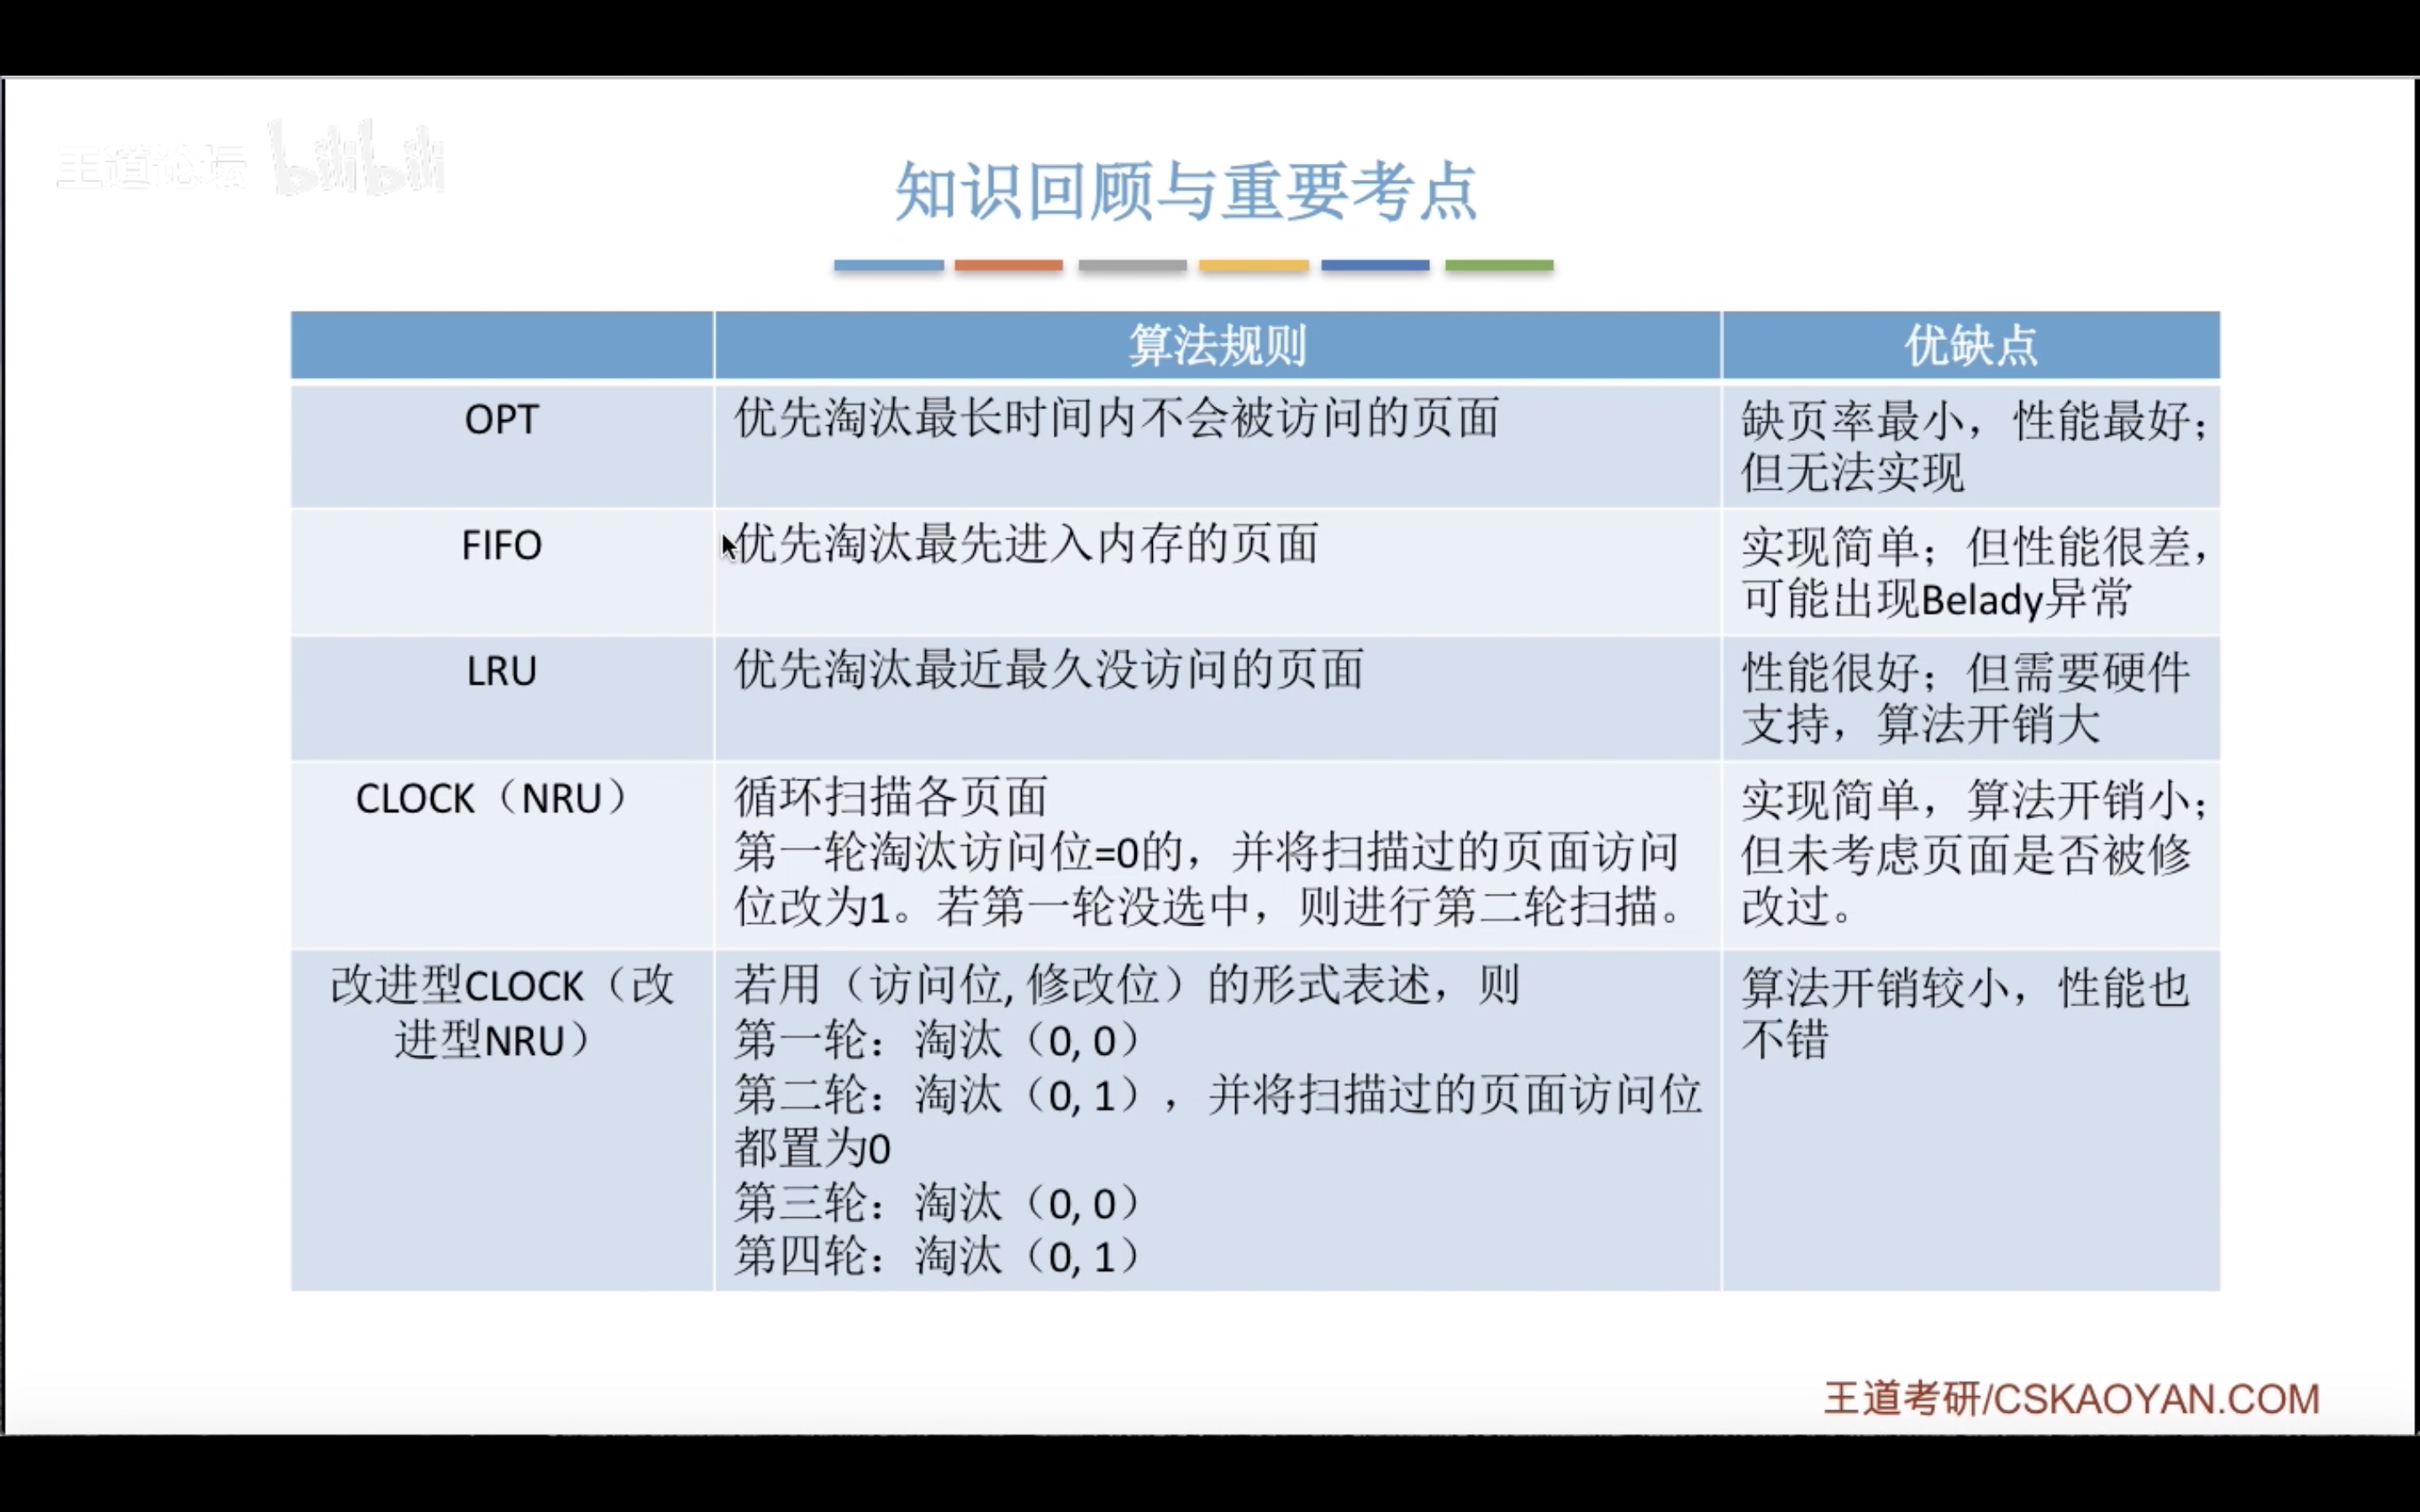 王道论坛 bilibili
知识回顾与重要考点
算法规则 优缺点
OPT 优先淘汰最长时间内不会被访问的页面 缺页率最小，性能最好；
但无法实现
FIFO 优先淘汰最先进入内存的页面 实现简单；但性能很差，
可能出现Belady异常
LRU 优先淘汰最近最久没访问的页面 性能很好；但需要硬件
支持，算法开销大
CLOCK（NRU） 循环扫描各页面 实现简单，算法开销小；
第一轮淘汰访问位=0的，并将扫描过的页面访问 但未考虑页面是否被修
位改为1。若第一轮没选中，则进行第二轮扫描。 改过。
改进型CLOCK（改 若用（访问位, 修改位）的形式表述，则 算法开销较小，性能也
进型NRU） 第一轮：淘汰（0, 0） 不错
第二轮：淘汰（0, 1），并将扫描过的页面访问位
都置为0
第三轮：淘汰（0, 0）
第四轮：淘汰（0, 1）
王道考研/CSKAOYAN.COM